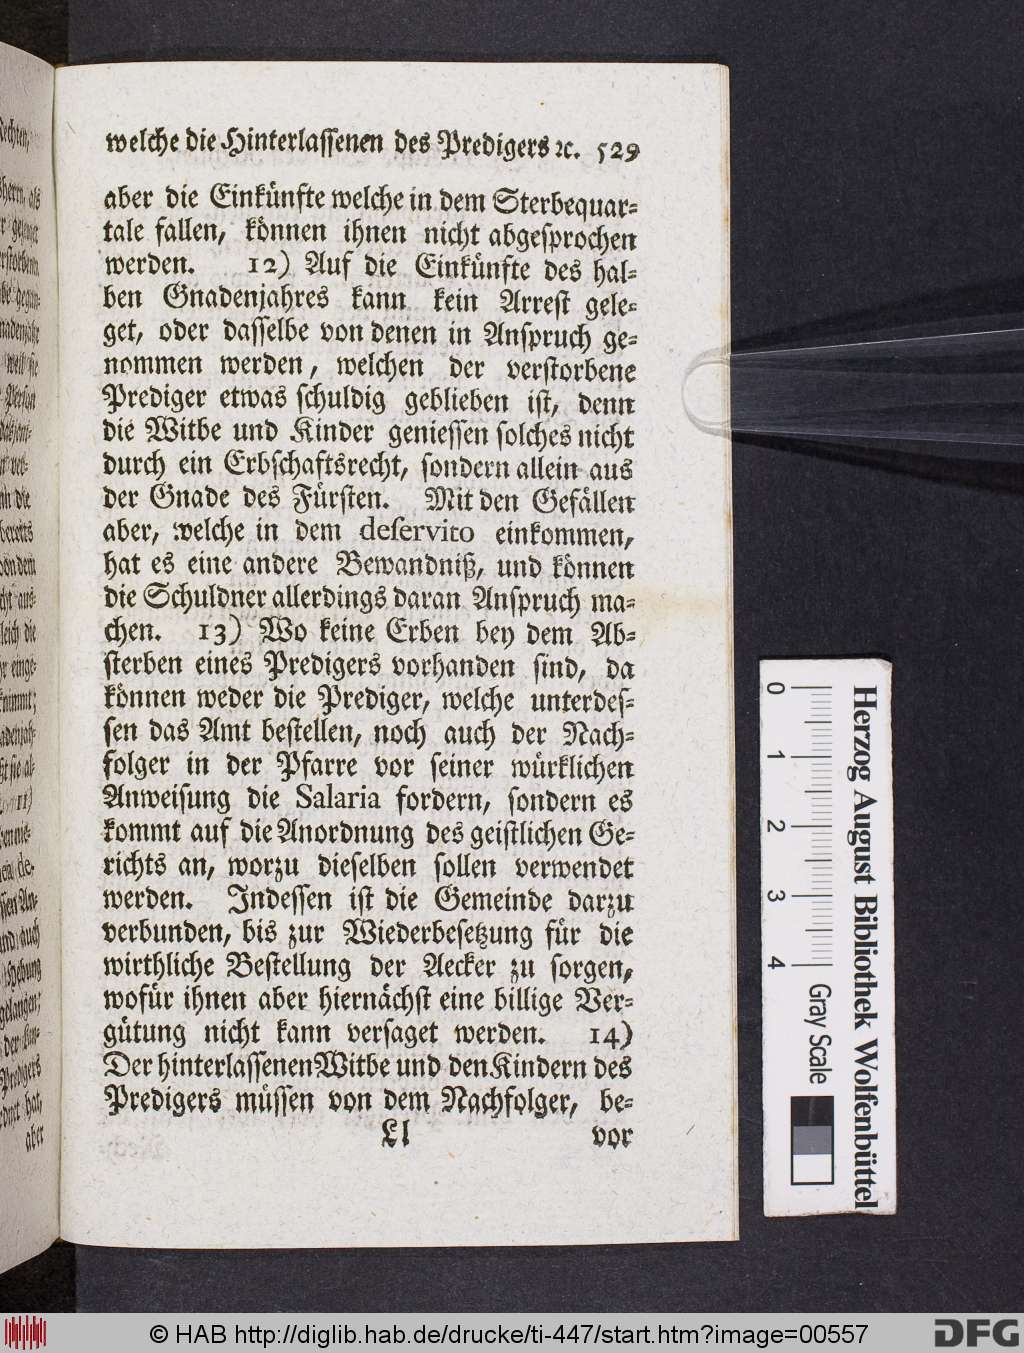 welche die Hinterlassenen des Predigers ꝛc. 529
aber die Einkünfte welche in dem Sterbequar=
tale fallen, können ihnen nicht abgesprochen
werden. 12) Auf die Einkünfte des hal=
ben Gnadenjahres kann kein Arrest gele=
get, oder dasselbe von denen in Anspruch ge=
nommen werden, welchen der verstorbene
Prediger etwas schuldig geblieben ist, denn
die Witbe und Kinder geniessen solches nicht
durch ein Erbschaftsrecht, sondern allein aus
der Gnade des Fürsten. Mit den Gefällen
aber, welche in dem deservito einkommen,
hat es eine andere Bewandniß, und können
die Schuldner allerdings daran Anspruch ma=
chen. 13) Wo keine Erben bey dem Ab=
sterben eines Predigers vorhanden sind, da
können weder die Prediger, welche unterdes=
sen das Amt bestellen, noch auch der Nach=
folger in der Pfarre vor seiner würklichen
Anweisung die Salaria fordern, sondern es
kommt auf die Anordnung des geistlichen Ge=
richts an, worzu dieselben sollen verwendet
werden. Indessen ist die Gemeinde darzu
verbunden, bis zur Wiederbesetzung für die
wirthliche Bestellung der Aecker zu sorgen,
wofür ihnen aber hiernächst eine billige Ver=
gütung nicht kann versaget werden. 14)
Der hinterlassenen Witbe und den Kindern des
Predigers müssen von dem Nachfolger, be=
Ll vor
aber
0 1 2 3 4
Gray Scale
Herzog August Bibliothek Wolfenbüttel
© HAB http://diglib.hab.de/drucke/ti-447/start.htm?image=00557
DFG